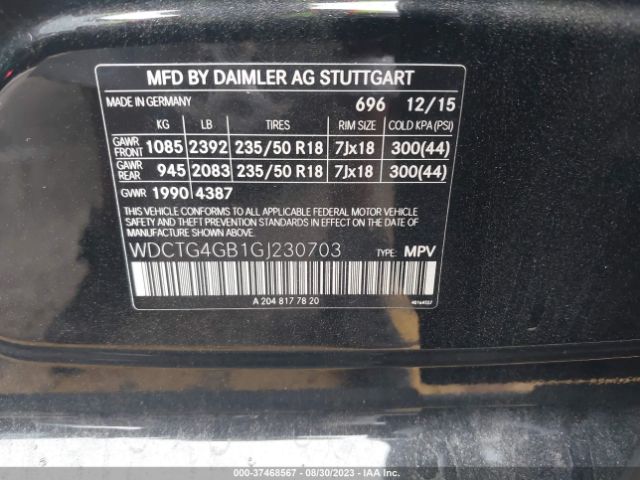 MFD BY DAIMLER AG STUTTGART
MADE IN GERMANY 696 12/15
KG LB TIRES RIM SIZE COLD KPA (PSI)
GAWR FRONT 1085 2392 235/50 R18 7Jx18 300(44)
GAWR REAR 945 2083 235/50 R18 7Jx18 300(44)
GVWR 1990 4387
THIS VEHICLE CONFORMS TO ALL APPLICABLE FEDERAL MOTOR VEHICLE
SAFETY AND THEFT PREVENTION STANDARDS IN EFFECT ON THE DATE OF
MANUFACTURE SHOWN ABOVE.
WDCTG4GB1GJ230703 TYPE: MPV
A 204 817 78 20
000-37468567 - 08/30/2023 - IAA Inc.